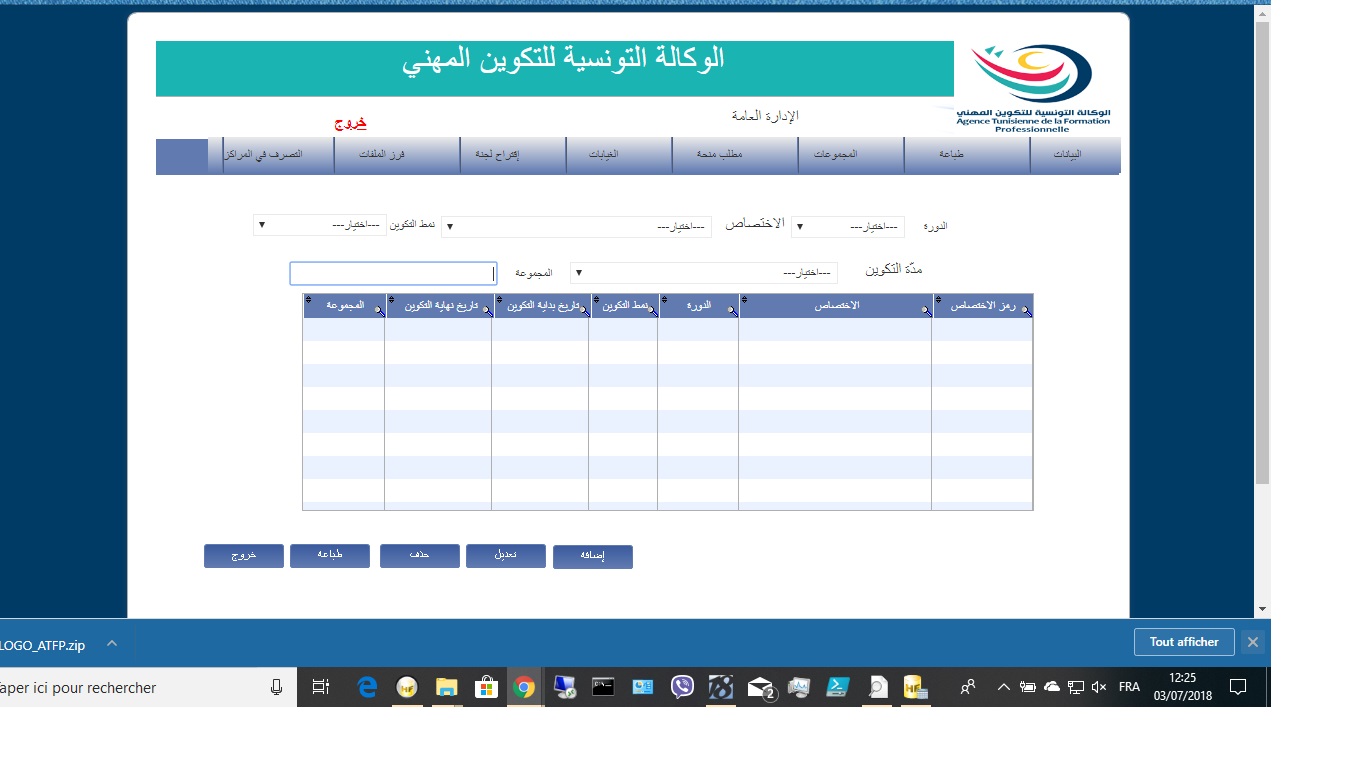 الوكالة التونسية للتكوين المهني
الوكالة التونسية للتكوين المهني
Agence Tunisienne de la Formation
Professionnelle
الإدارة العامة
خروج
البيانات
طباعة
المجموعات
مطلب منحة
الغيابات
إقتراح لجنة
فرز الملفات
التصرف في المراكز
الدورة ---اختيار---
الاختصاص ---اختيار---
نمط التكوين ---اختيار---
مدّة التكوين ---اختيار---
المجموعة
رمز الاختصاص
الاختصاص
الدورة
نمط التكوين
تاريخ بداية التكوين
تاريخ نهاية التكوين
المجموعة
إضافة
تعديل
حذف
طباعة
خروج
LOGO_ATFP.zip
Tout afficher
Taper ici pour rechercher
2
FRA
12:25
03/07/2018